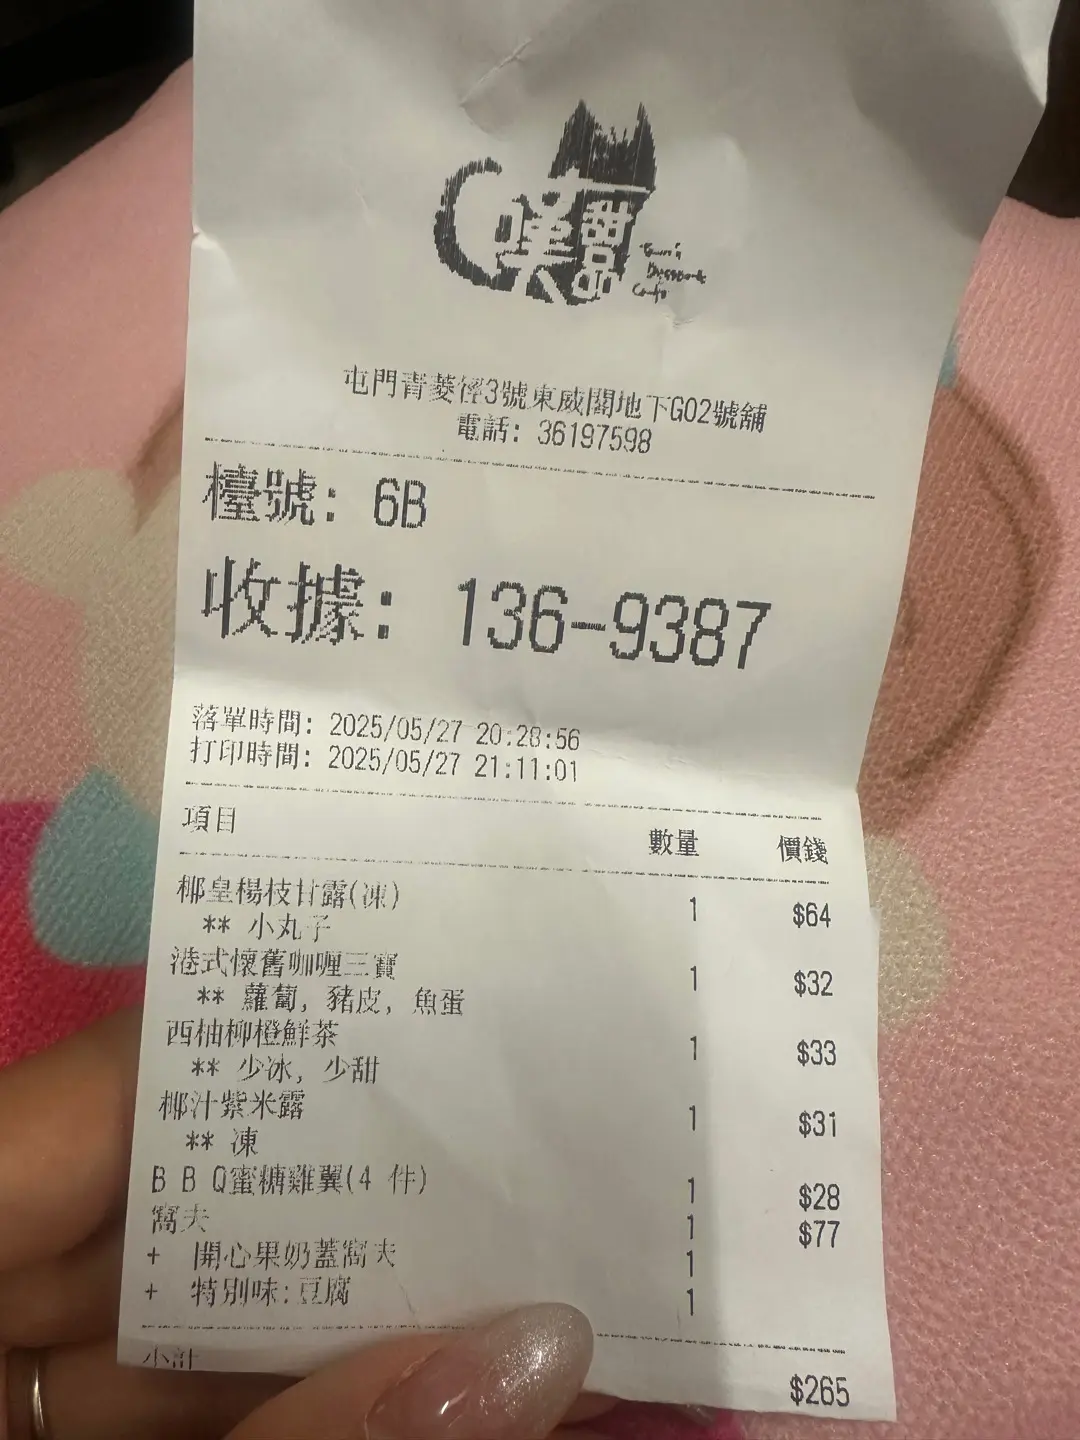 噗甜品
屯門青菱徑3號東威閣地下G02號舖
電話: 36197598
檯號: 6B
收據: 136-9387
落單時間: 2025/05/27 20:28:56
打印時間: 2025/05/27 21:11:01
項目 數量 價錢
椰皇楊枝甘露(凍) 1 $64
** 小丸子
港式懷舊咖喱三寶 1 $32
** 蘿蔔, 豬皮, 魚蛋
西柚柳橙鮮茶 1 $33
** 少冰, 少甜
椰汁紫米露 1 $31
** 凍
B B Q蜜糖雞翼(4 件) 1 $28
窩夫 1 $77
+ 開心果奶蓋窩夫 1
+ 特別味:豆腐 1
小計 $265